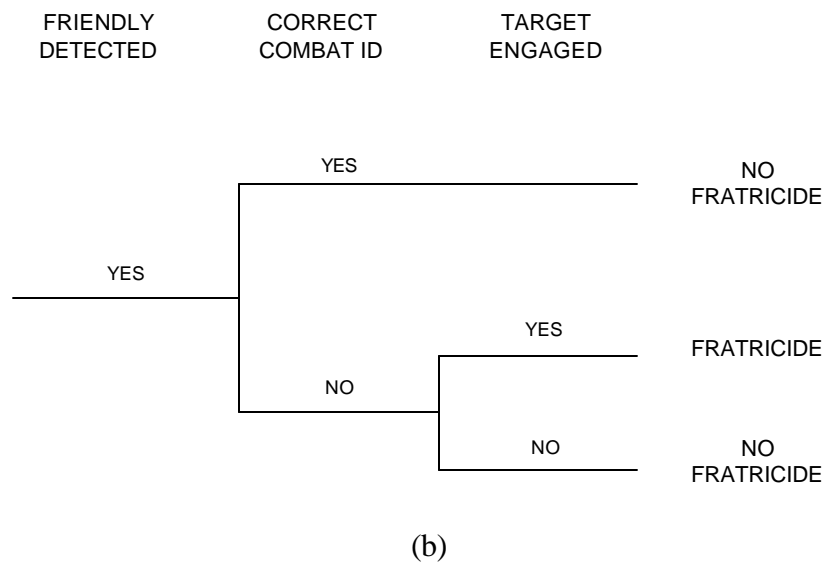 FRIENDLY
DETECTED
CORRECT
COMBAT ID
TARGET
ENGAGED
YES
NO
FRATRICIDE
YES
YES
FRATRICIDE
NO
NO
NO
FRATRICIDE
(b)